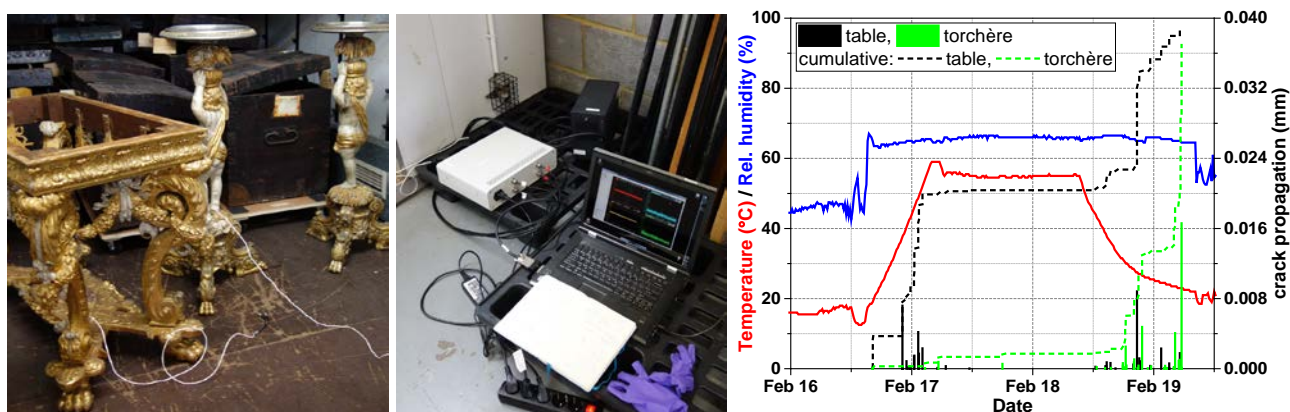 Temperature (°C) / Rel. humidity (%)
100
80
60
40
20
0
table, torchère
cumulative: table, torchère
0.040
0.032
0.024
0.016
0.008
0.000
crack propagation (mm)
Feb 16 Feb 17 Feb 18 Feb 19
Date